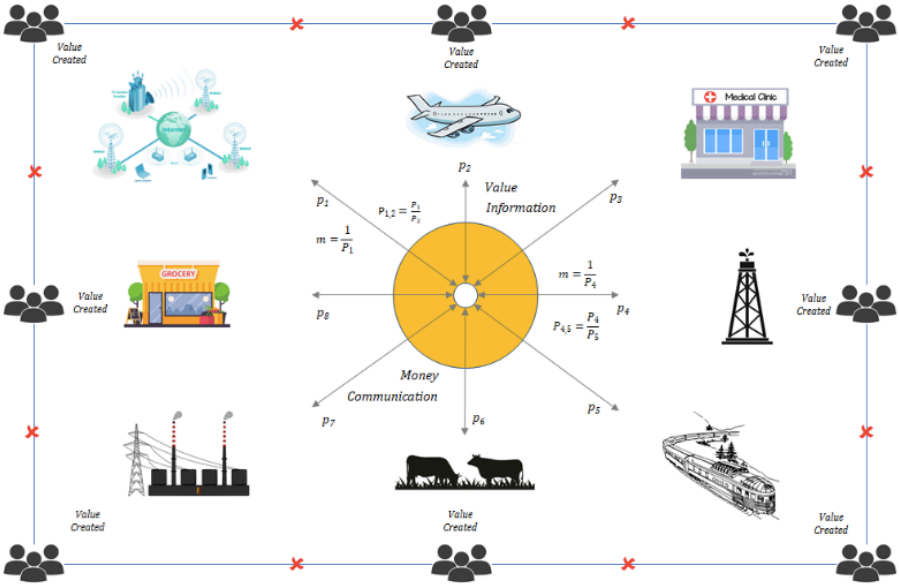 Value
Created
Value
Created
Value
Created
Internet
Medical Clinic
p₂
Value
Information
p₁
P₁,₂ = P₁/P₂
p₃
m = 1/P₁
GROCERY
m = 1/P₄
Value
Created
Value
Created
p₈
p₄
P₄,₅ = P₄/P₅
Money
Communication
p₇
p₆
p₅
Value
Created
Value
Created
Value
Created